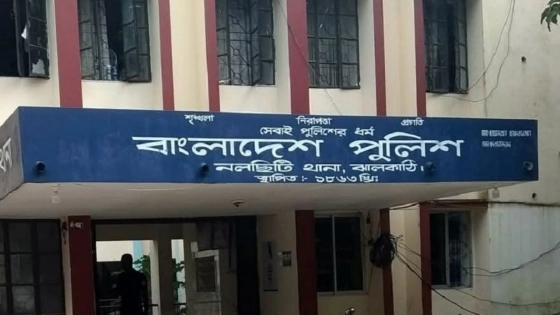 শৃঙ্খলা নিরাপত্তা প্রগতি
সেবাই পুলিশের ধর্ম
বাংলাদেশ পুলিশ
নলছিটি থানা, ঝালকাঠি।
স্থাপিত:- ১৮৬৩ খ্রিঃ